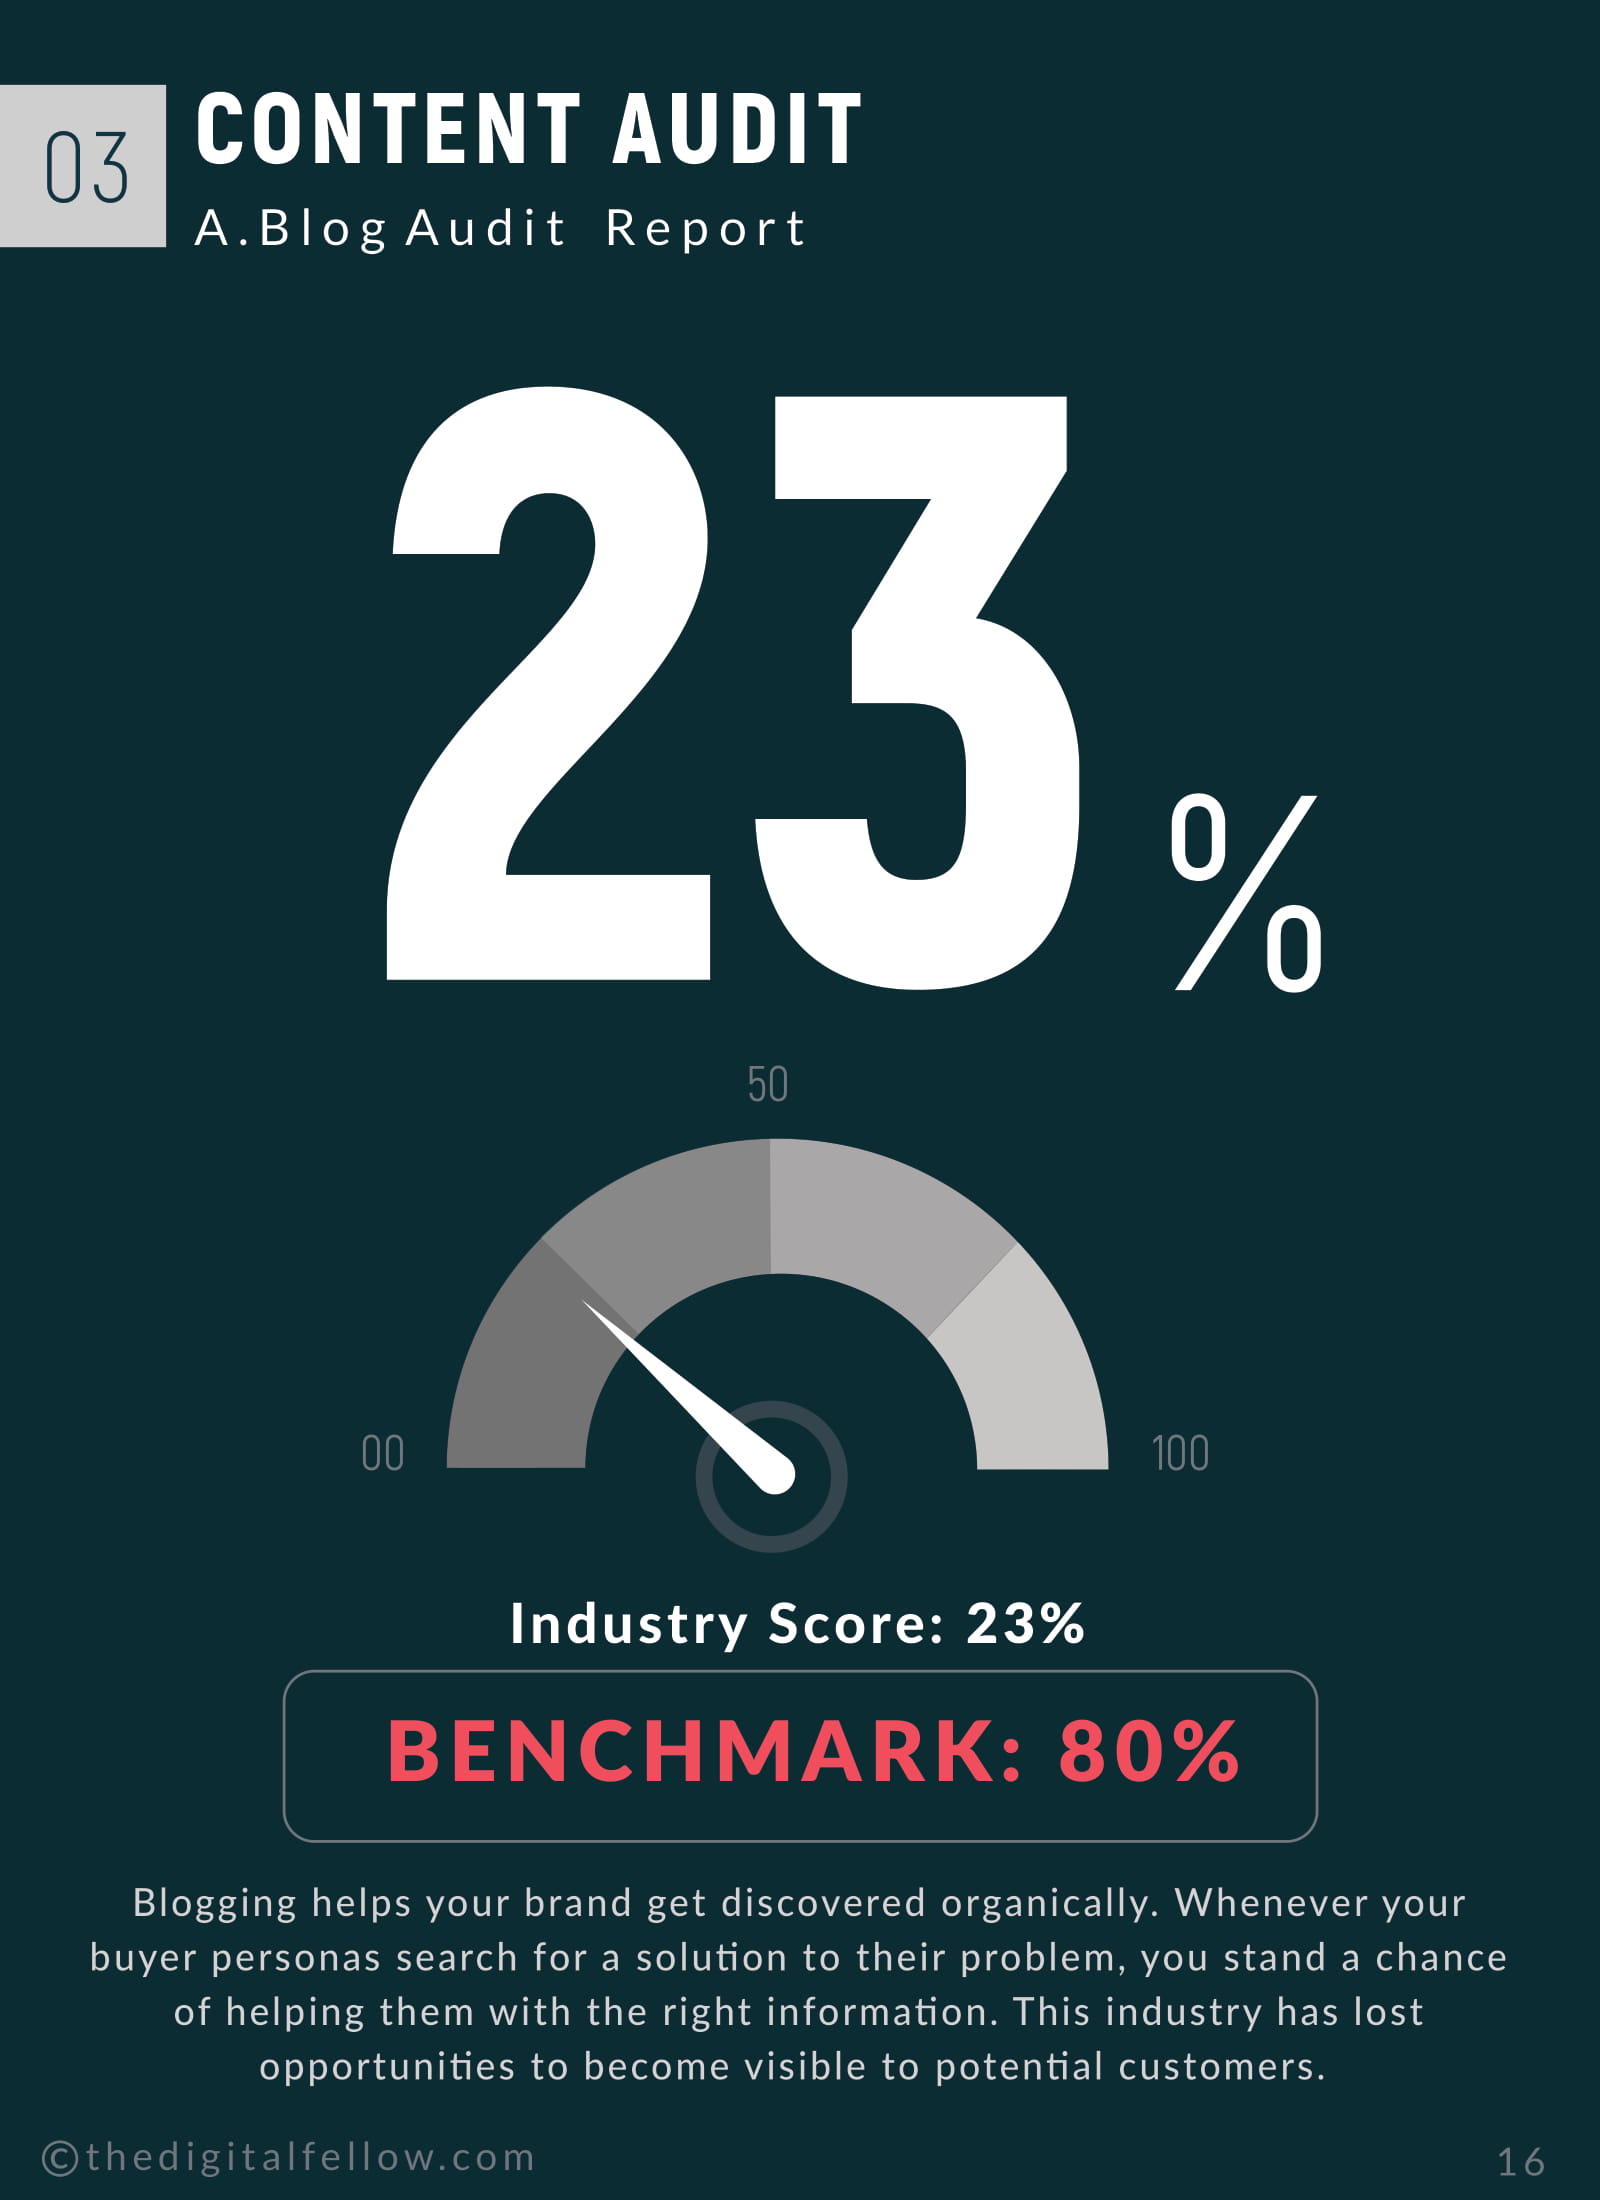 03
CONTENT AUDIT
A.Blog Audit Report
23
%
50
00
100
Industry Score: 23%
BENCHMARK: 80%
Blogging helps your brand get discovered organically. Whenever your
buyer personas search for a solution to their problem, you stand a chance
of helping them with the right information. This industry has lost
opportunities to become visible to potential customers.
©thedigitalfellow.com
16